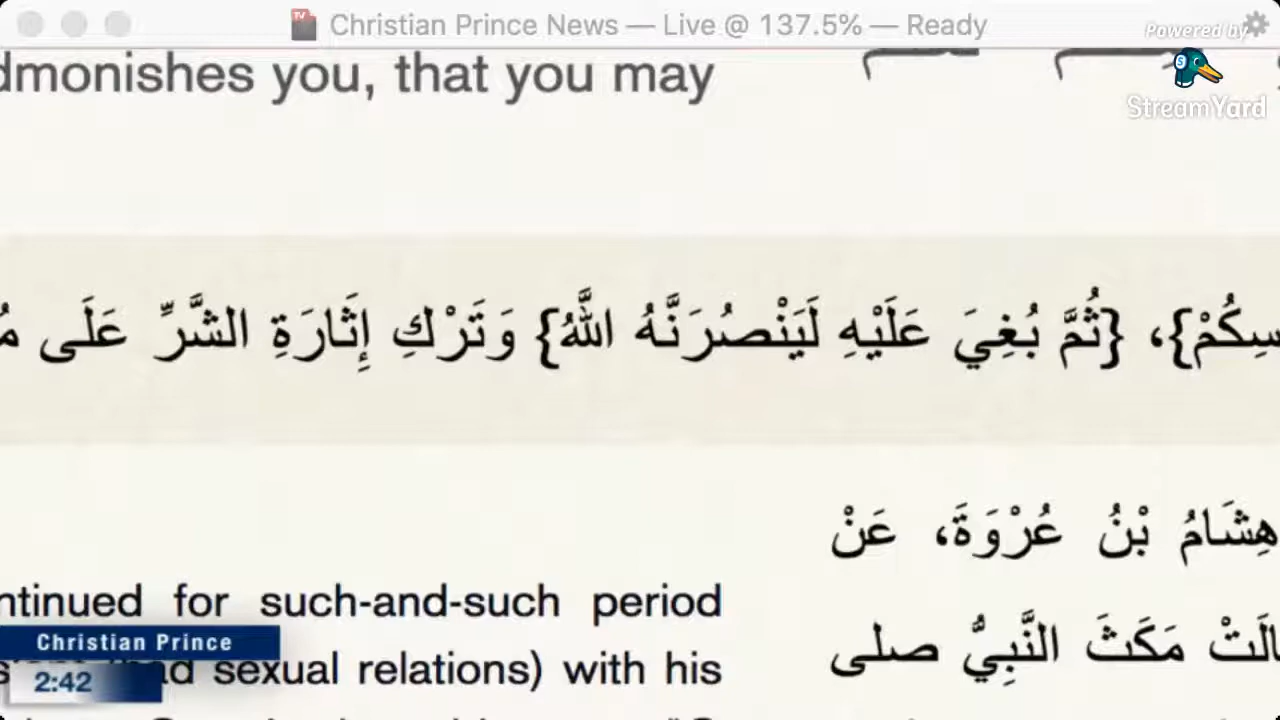 Christian Prince News — Live @ 137.5% — Ready
Powered by
StreamYard
dmonishes you, that you may
سِكُمْ}، {ثُمَّ بُغِيَ عَلَيْهِ لَيَنْصُرَنَّهُ اللَّهُ} وَتَرْكِ إِثَارَةِ الشَّرِّ عَلَى
هِشَامُ بْنُ عُرْوَةَ، عَنْ
ntinued for such-and-such period
الَتْ مَكَثَ النَّبِيُّ صلى
Christian Prince
sexual relations) with his
2:42